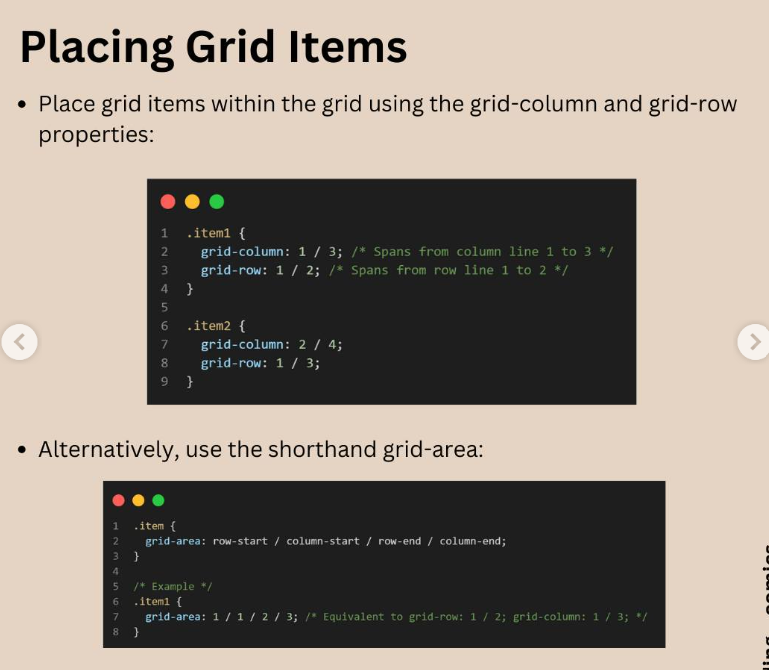 Placing Grid Items
• Place grid items within the grid using the grid-column and grid-row
properties:
1 .item1 {
2   grid-column: 1 / 3; /* Spans from column line 1 to 3 */
3   grid-row: 1 / 2; /* Spans from row line 1 to 2 */
4 }
5
6 .item2 {
7   grid-column: 2 / 4;
8   grid-row: 1 / 3;
9 }
• Alternatively, use the shorthand grid-area:
1 .item {
2   grid-area: row-start / column-start / row-end / column-end;
3 }
4
5 /* Example */
6 .item1 {
7   grid-area: 1 / 1 / 2 / 3; /* Equivalent to grid-row: 1 / 2; grid-column: 1 / 3; */
8 }